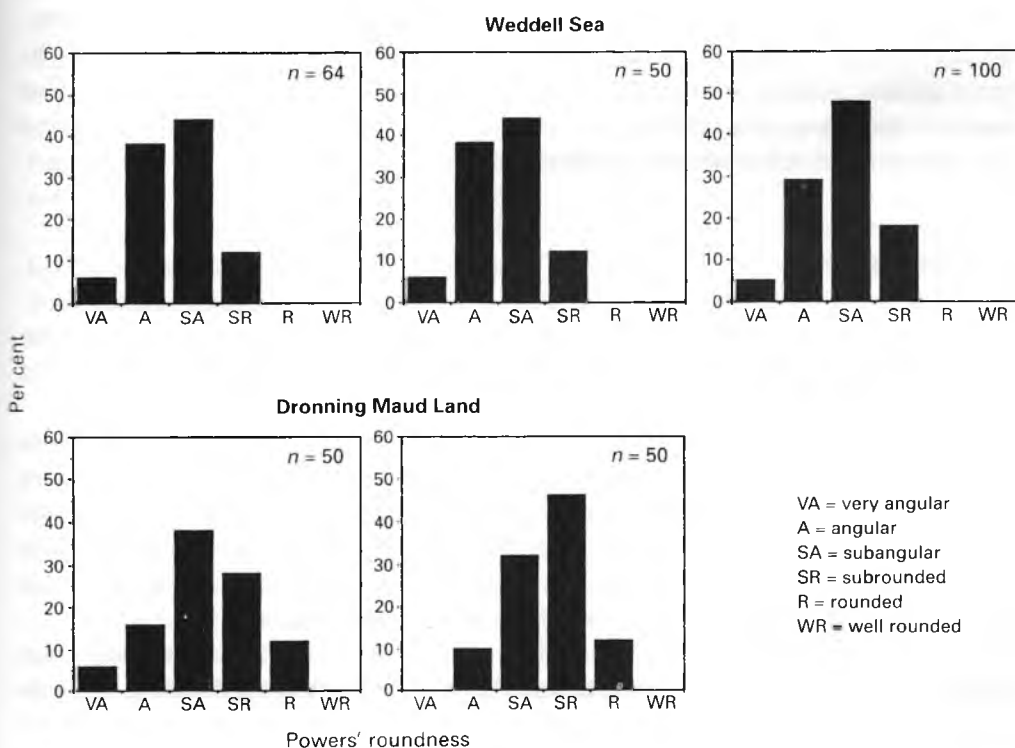 Weddell Sea
60
50
40
30
20
10
0
n = 64
VA A SA SR R WR
60
50
40
30
20
10
0
n = 50
VA A SA SR R WR
60
50
40
30
20
10
0
n = 100
VA A SA SR R WR
Per cent
Dronning Maud Land
60
50
40
30
20
10
0
n = 50
VA A SA SR R WR
60
50
40
30
20
10
0
n = 50
VA A SA SR R WR
Powers' roundness
VA = very angular
A = angular
SA = subangular
SR = subrounded
R = rounded
WR = well rounded